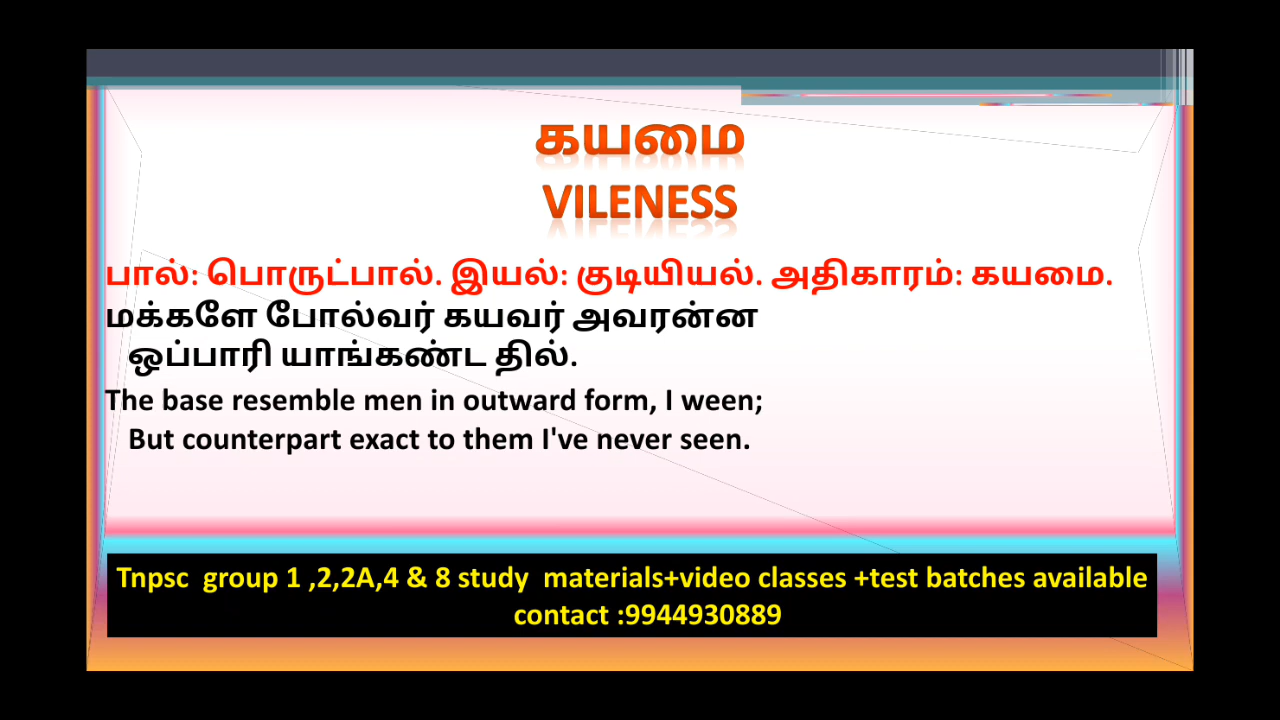 கயமை
VILENESS
பால்: பொருட்பால். இயல்: குடியியல். அதிகாரம்: கயமை.
மக்களே போல்வர் கயவர் அவரன்ன
ஒப்பாரி யாங்கண்ட தில்.
The base resemble men in outward form, I ween;
But counterpart exact to them I've never seen.
Tnpsc group 1 ,2,2A,4 & 8 study materials+video classes +test batches available
contact :9944930889